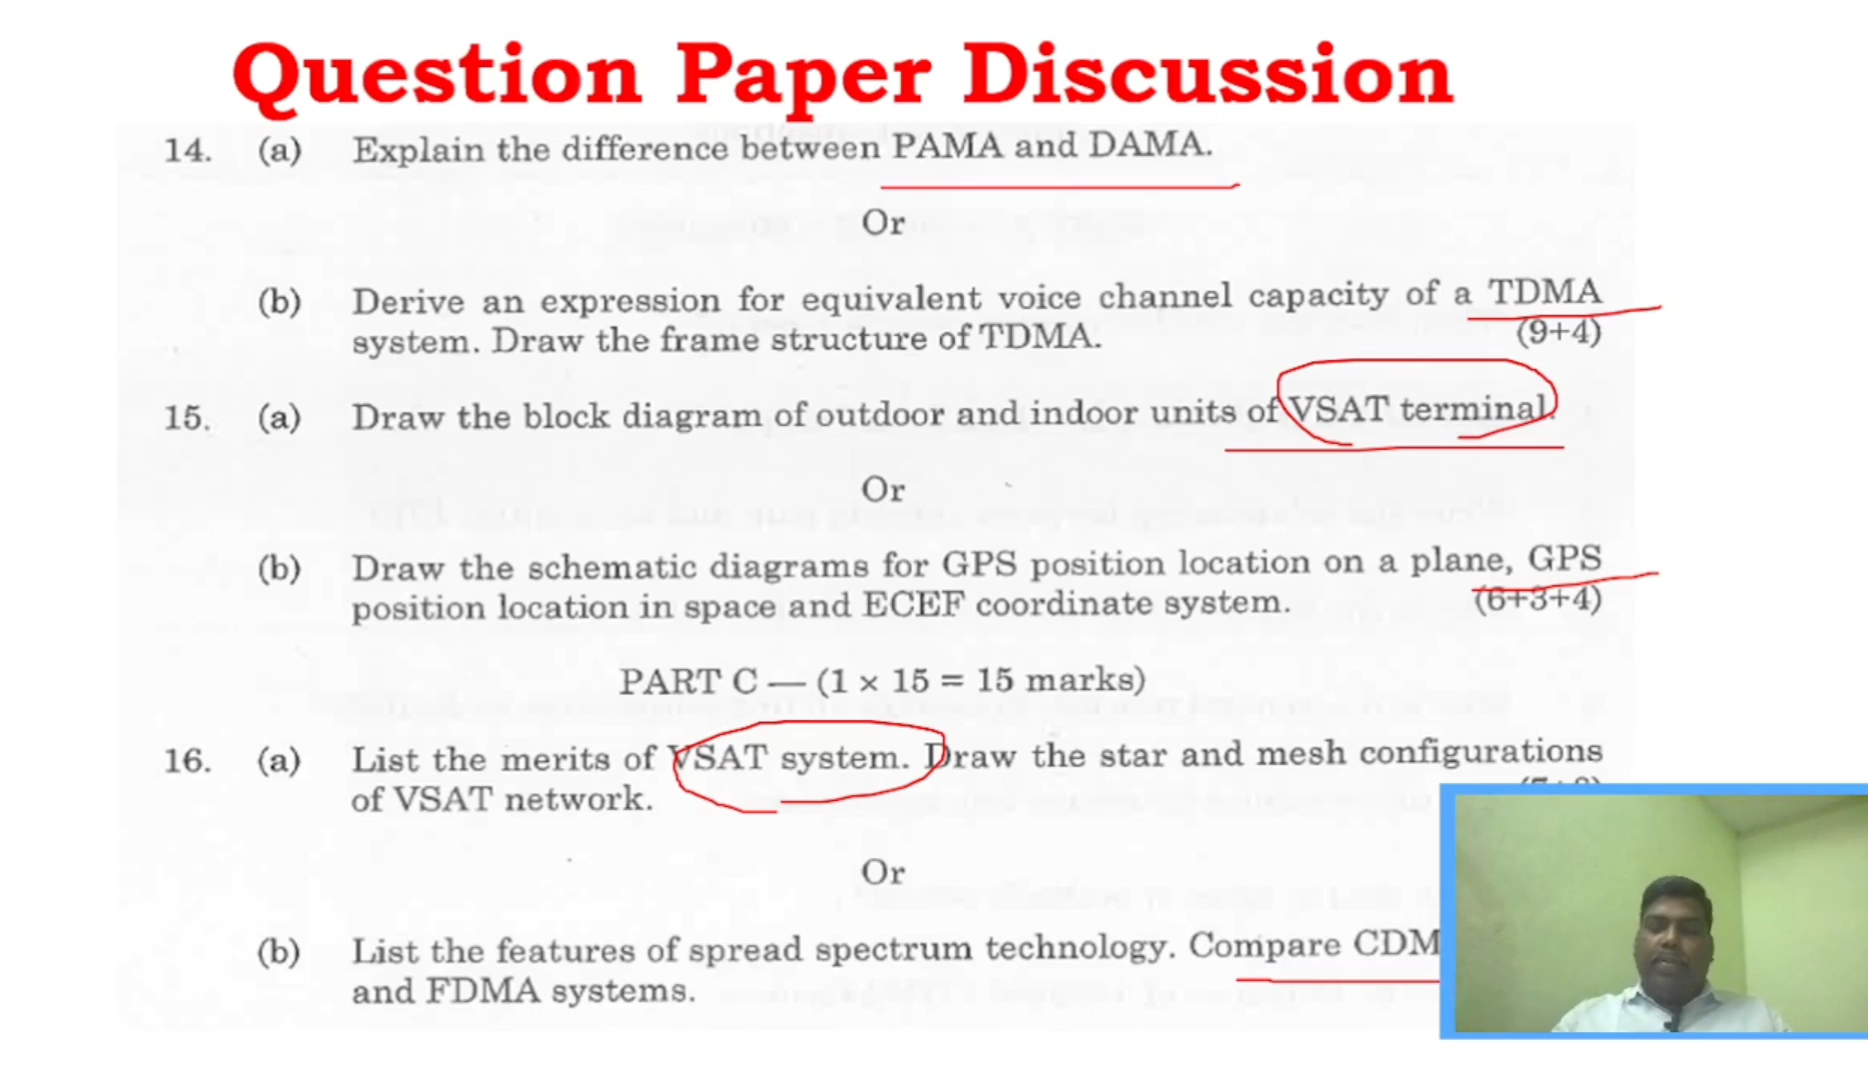 Question Paper Discussion
14. (a) Explain the difference between PAMA and DAMA.
Or
(b) Derive an expression for equivalent voice channel capacity of a TDMA
system. Draw the frame structure of TDMA. (9+4)
15. (a) Draw the block diagram of outdoor and indoor units of VSAT terminal.
Or
(b) Draw the schematic diagrams for GPS position location on a plane, GPS
position location in space and ECEF coordinate system. (6+3+4)
PART C — (1 × 15 = 15 marks)
16. (a) List the merits of VSAT system. Draw the star and mesh configurations
of VSAT network.
Or
(b) List the features of spread spectrum technology. Compare CDM
and FDMA systems.